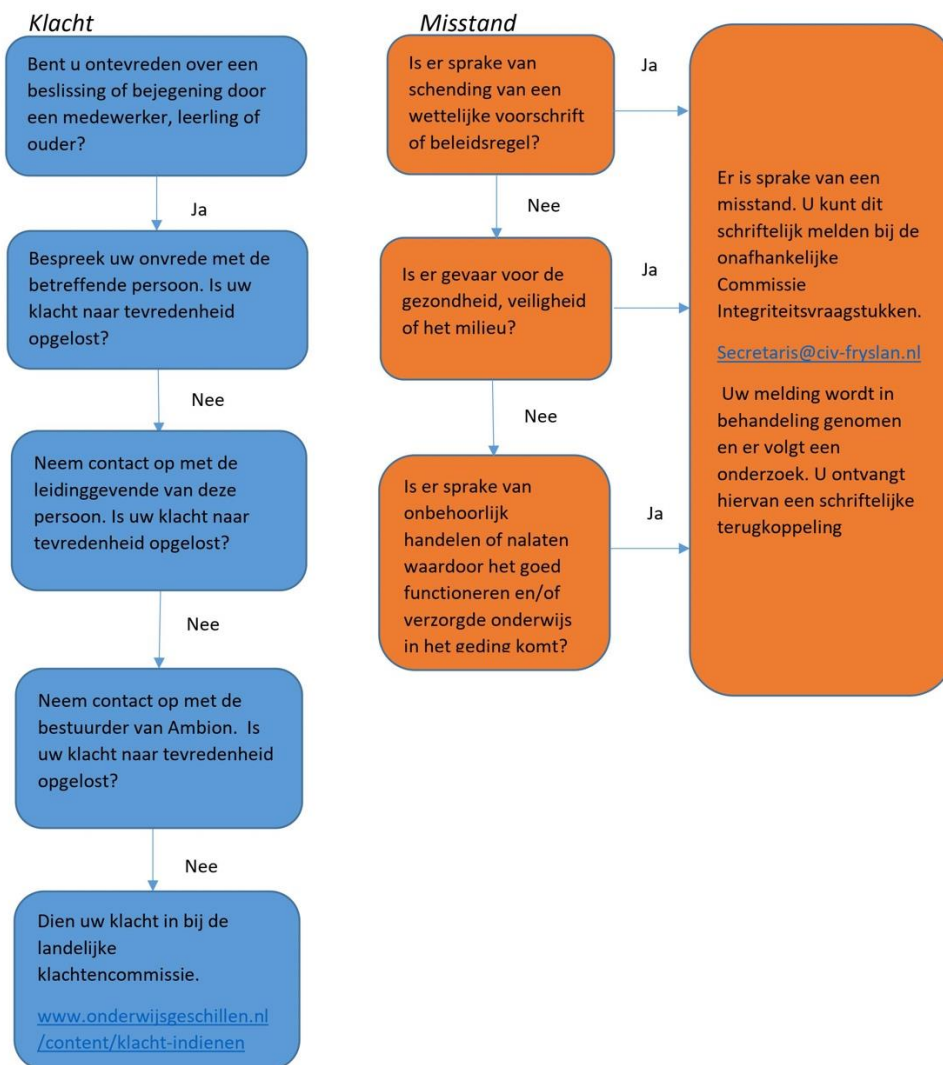 Klacht
Bent u ontevreden over een
beslissing of bejegening door
een medewerker, leerling of
ouder?
Ja
Bespreek uw onvrede met de
betreffende persoon. Is uw
klacht naar tevredenheid
opgelost?
Nee
Neem contact op met de
leidinggevende van deze
persoon. Is uw klacht naar
tevredenheid opgelost?
Nee
Neem contact op met de
bestuurder van Ambion. Is
uw klacht naar tevredenheid
opgelost?
Nee
Dien uw klacht in bij de
landelijke
klachtencommissie.
www.onderwijsgeschillen.nl
/content/klacht-indienen
Misstand
Is er sprake van
schending van een
wettelijke voorschrift
of beleidsregel?
Ja
Nee
Is er gevaar voor de
gezondheid, veiligheid
of het milieu?
Ja
Nee
Is er sprake van
onbehoorlijk
handelen of nalaten
waardoor het goed
functioneren en/of
verzorgde onderwijs
in het geding komt?
Ja
Er is sprake van een
misstand. U kunt dit
schriftelijk melden bij de
onafhankelijke
Commissie
Integriteitsvraagstukken.
Secretaris@civ-fryslan.nl
Uw melding wordt in
behandeling genomen
en er volgt een
onderzoek. U ontvangt
hiervan een schriftelijke
terugkoppeling